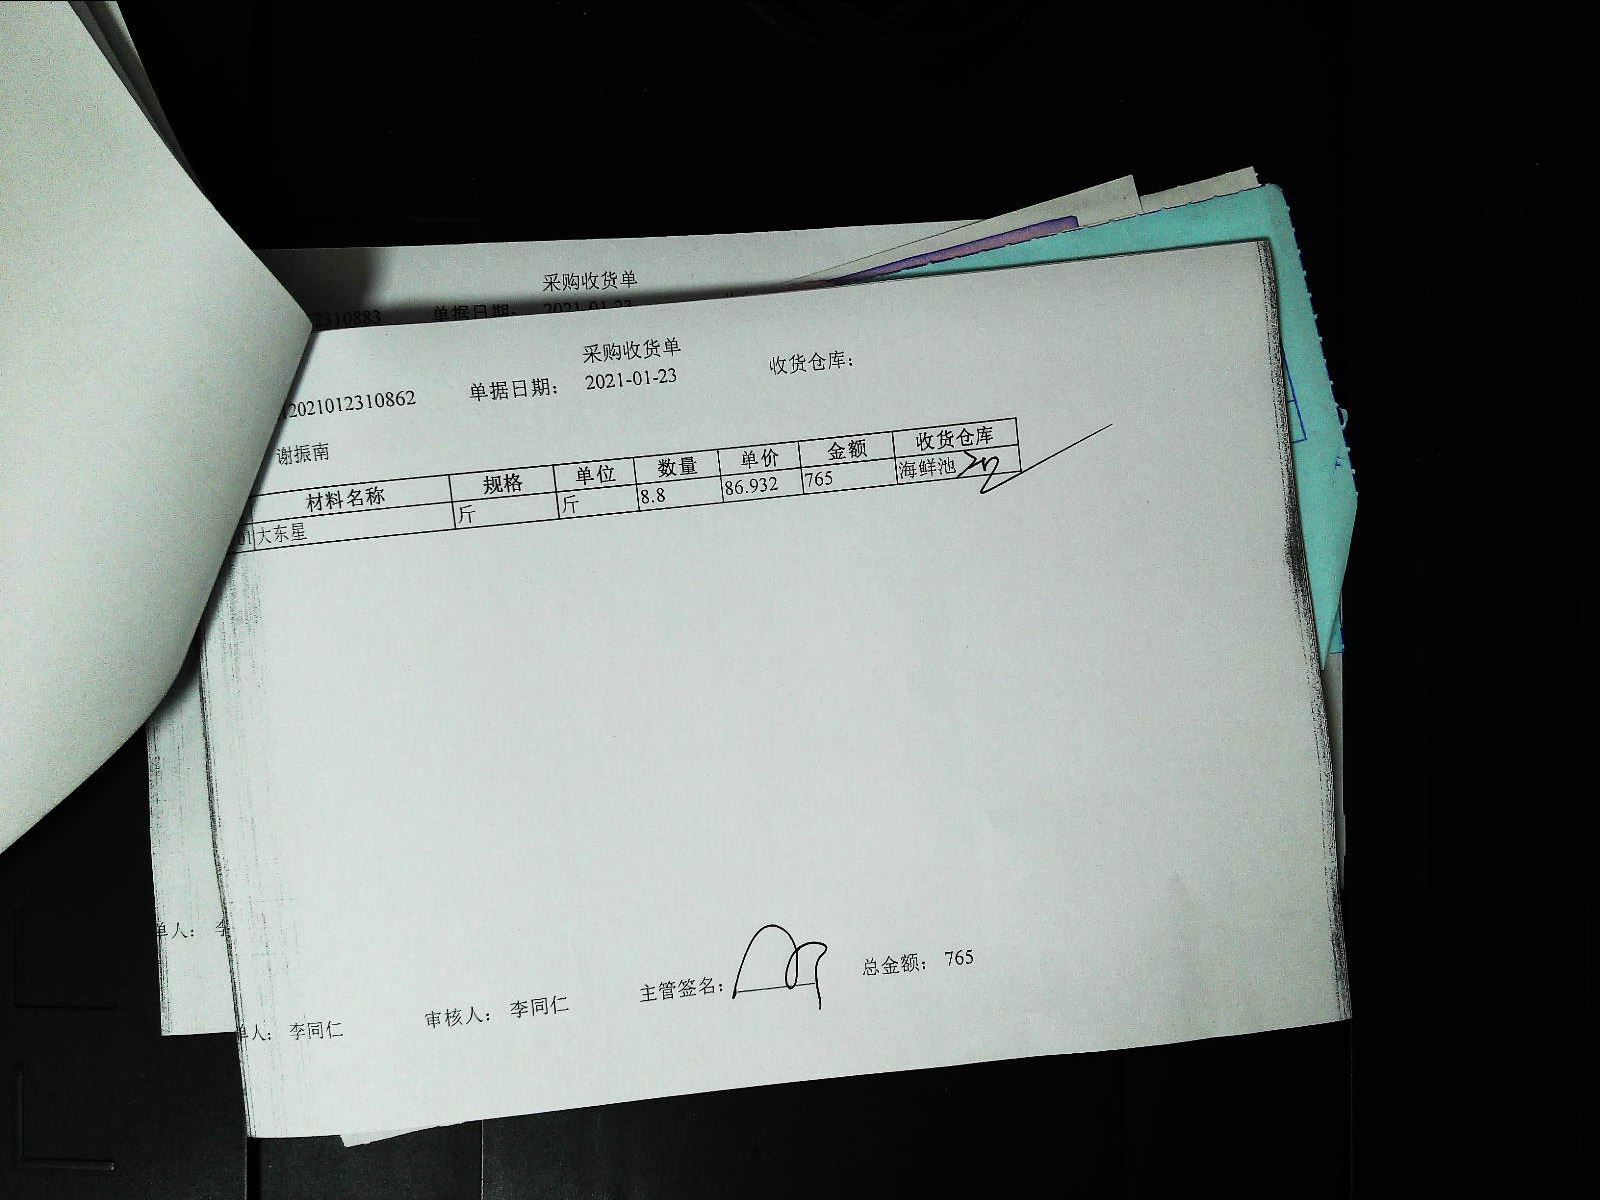 采购收货单
2310883 单据日期： 2021-01-23
采购收货单
2021012310862 单据日期： 2021-01-23 收货仓库：
谢振南
材料名称 规格 单位 数量 单价 金额 收货仓库
01 大东星 斤 斤 8.8 86.932 765 海鲜池
单人： 李
单人： 李同仁 审核人： 李同仁 主管签名： 总金额： 765